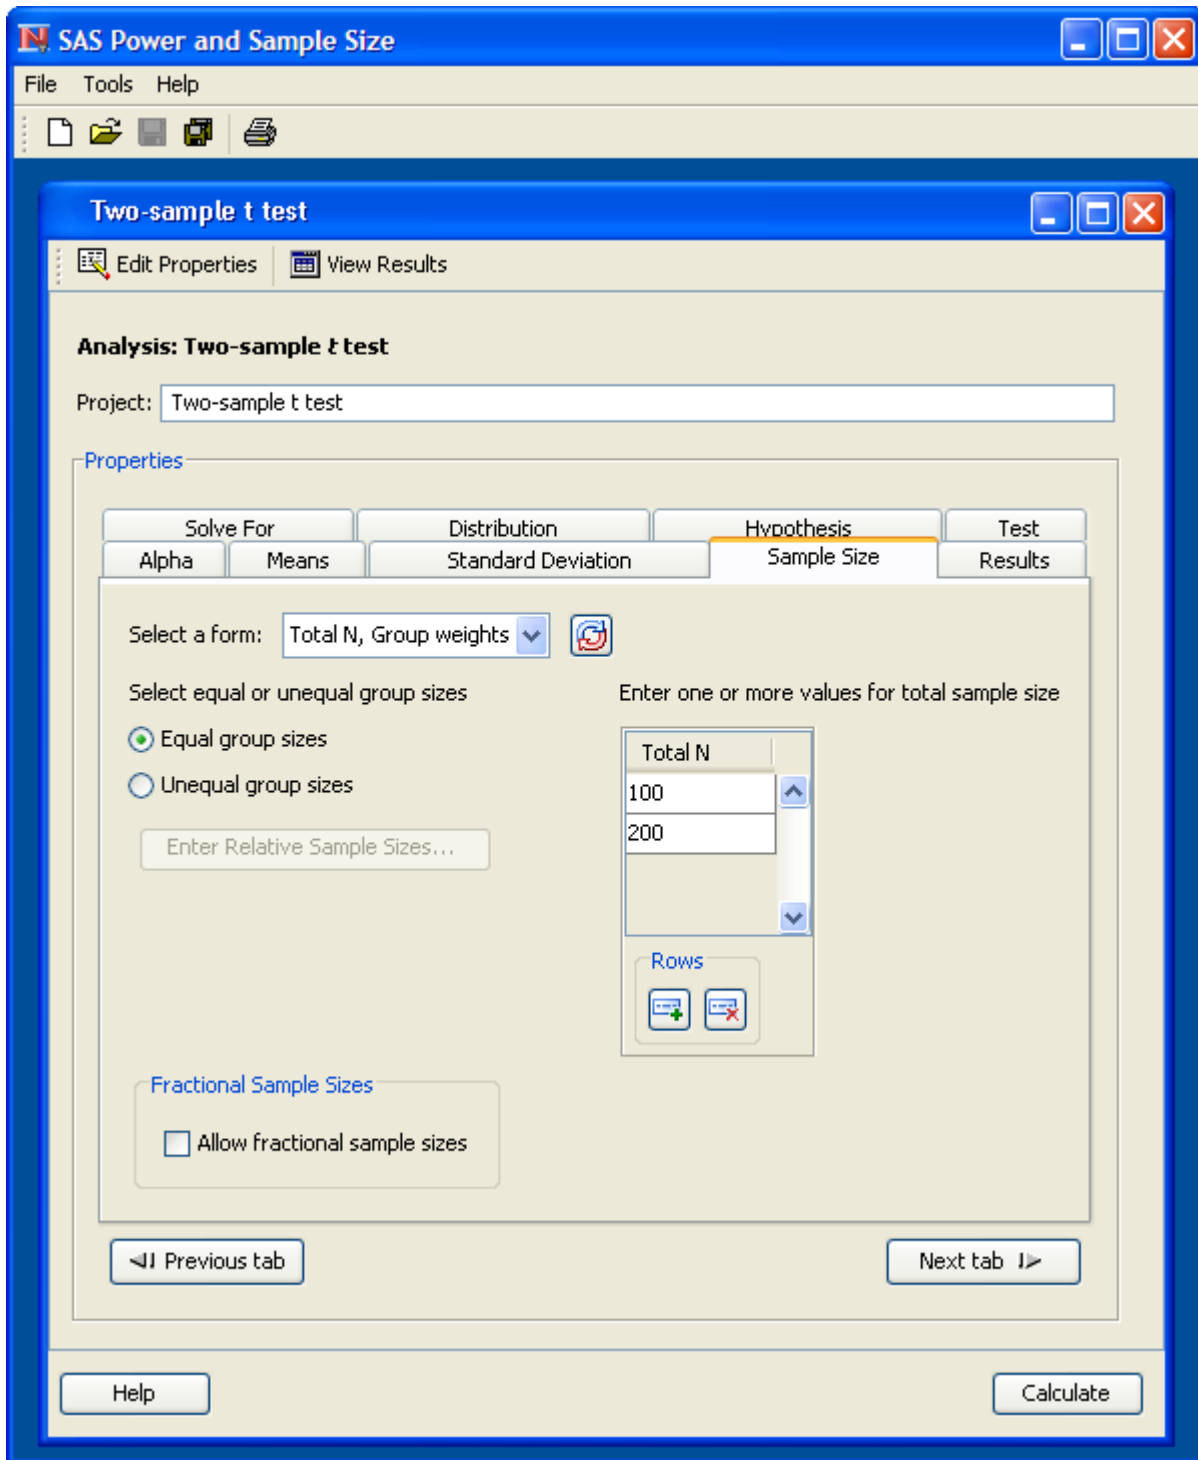 SAS Power and Sample Size
File Tools Help
Two-sample t test
Edit Properties View Results
Analysis: Two-sample t test
Project: Two-sample t test
Properties
Solve For Distribution Hypothesis Test
Alpha Means Standard Deviation Sample Size Results
Select a form: Total N, Group weights
Select equal or unequal group sizes Enter one or more values for total sample size
Equal group sizes
Unequal group sizes
Enter Relative Sample Sizes...
Total N
100
200
Rows
Fractional Sample Sizes
Allow fractional sample sizes
Previous tab Next tab
Help Calculate